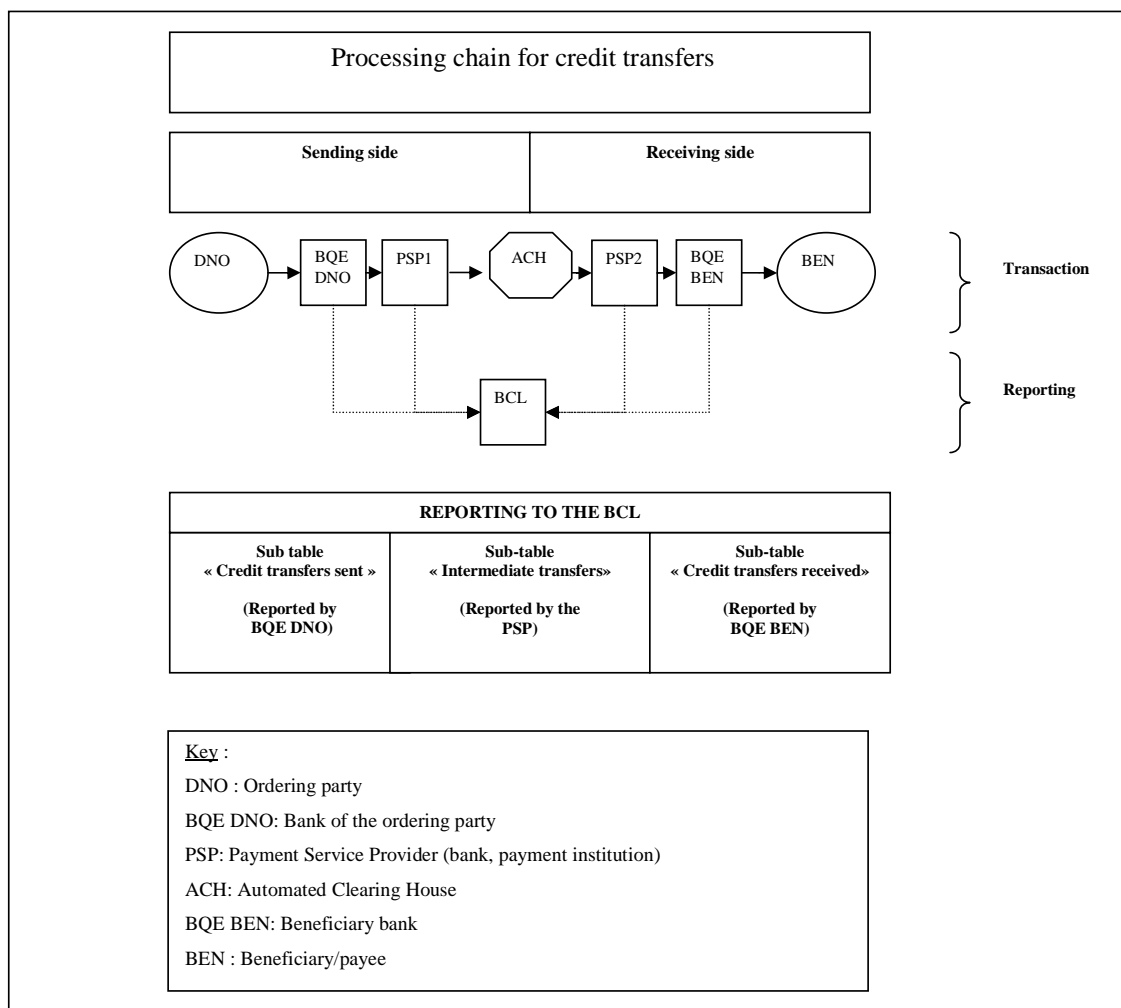 Processing chain for credit transfers
Sending side
Receiving side
DNO
BQE
DNO
PSP1
ACH
PSP2
BQE
BEN
BEN
Transaction
BCL
Reporting
REPORTING TO THE BCL
Sub table
« Credit transfers sent »
(Reported by
BQE DNO)
Sub-table
« Intermediate transfers»
(Reported by the
PSP)
Sub-table
« Credit transfers received»
(Reported by
BQE BEN)
Key :
DNO : Ordering party
BQE DNO: Bank of the ordering party
PSP: Payment Service Provider (bank, payment institution)
ACH: Automated Clearing House
BQE BEN: Beneficiary bank
BEN : Beneficiary/payee